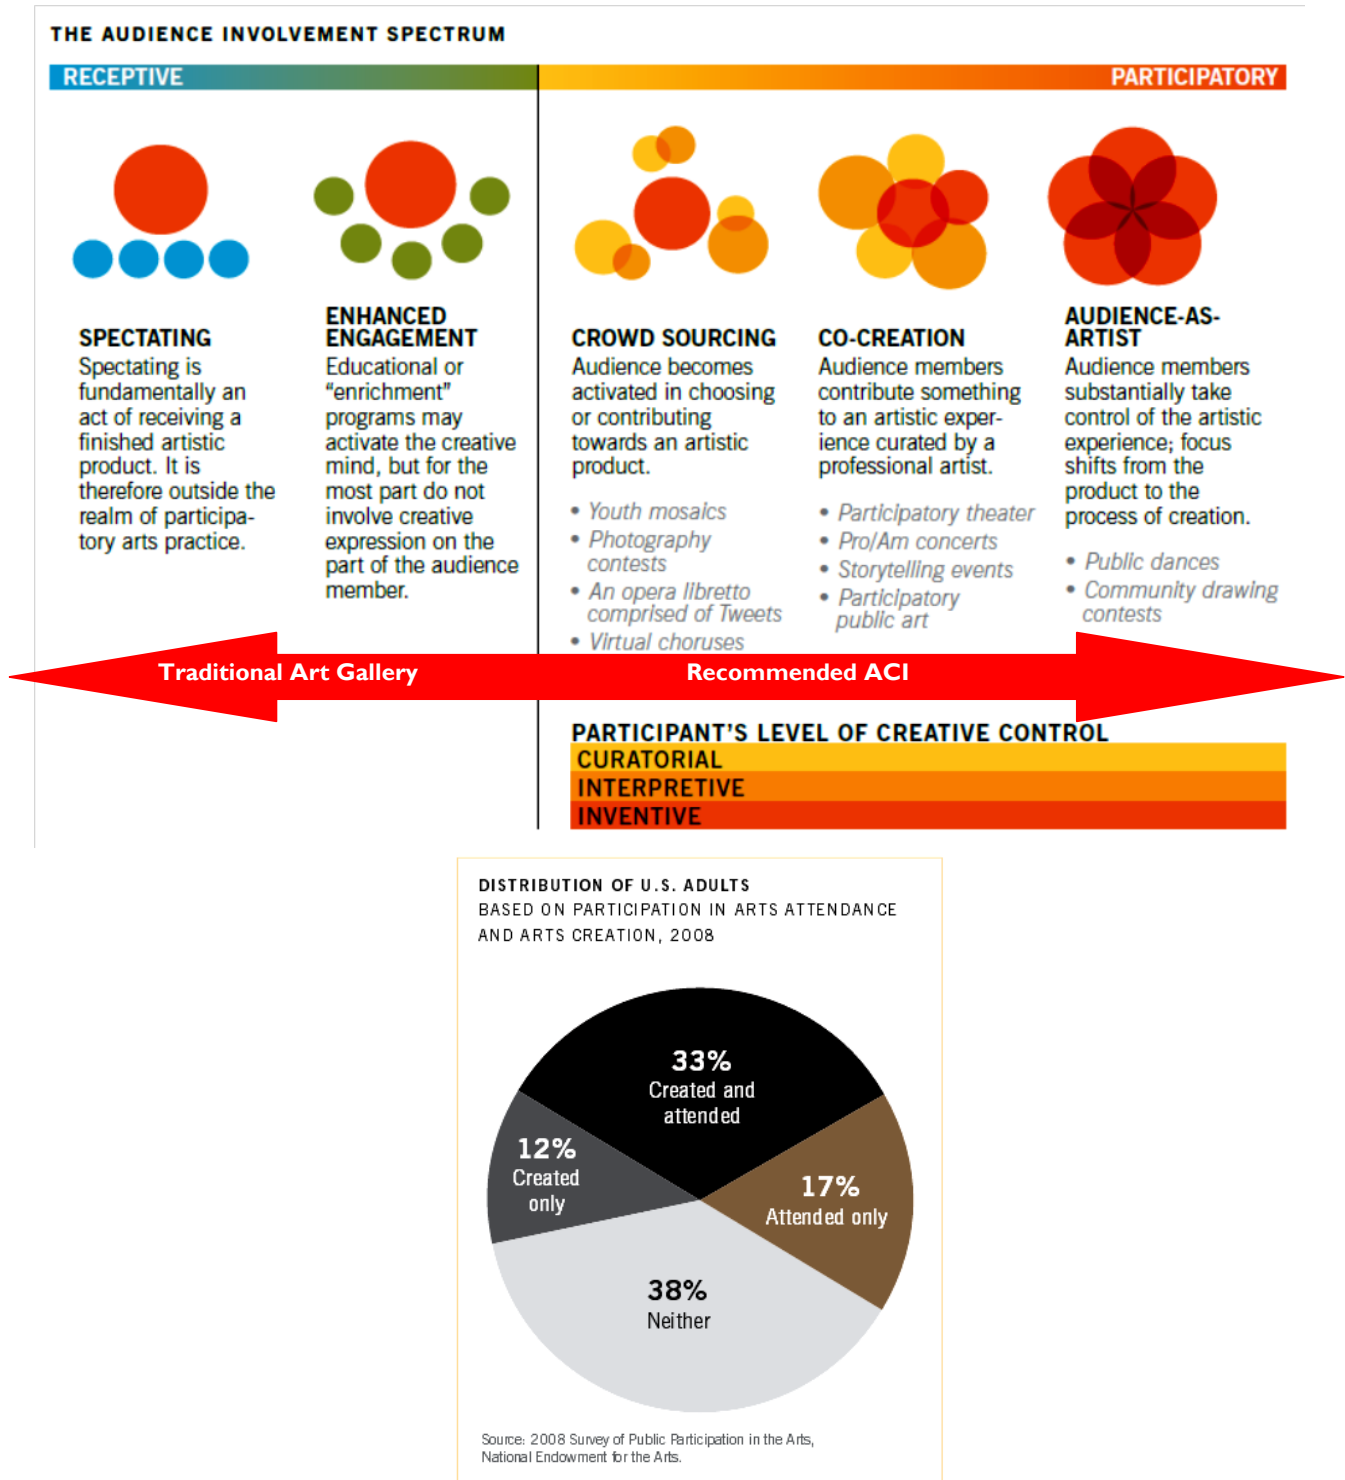 THE AUDIENCE INVOLVEMENT SPECTRUM
RECEPTIVE
PARTICIPATORY
SPECTATING
Spectating is
fundamentally an
act of receiving a
finished artistic
product. It is
therefore outside the
realm of participa-
tory arts practice.
ENHANCED
ENGAGEMENT
Educational or
“enrichment”
programs may
activate the creative
mind, but for the
most part do not
involve creative
expression on the
part of the audience
member.
CROWD SOURCING
Audience becomes
activated in choosing
or contributing
towards an artistic
product.
• Youth mosaics
• Photography
contests
• An opera libretto
comprised of Tweets
• Virtual choruses
CO-CREATION
Audience members
contribute something
to an artistic exper-
ience curated by a
professional artist.
• Participatory theater
• Pro/Am concerts
• Storytelling events
• Participatory
public art
AUDIENCE-AS-
ARTIST
Audience members
substantially take
control of the artistic
experience; focus
shifts from the
product to the
process of creation.
• Public dances
• Community drawing
contests
Traditional Art Gallery
Recommended ACI
PARTICIPANT’S LEVEL OF CREATIVE CONTROL
CURATORIAL
INTERPRETIVE
INVENTIVE
DISTRIBUTION OF U.S. ADULTS
BASED ON PARTICIPATION IN ARTS ATTENDANCE
AND ARTS CREATION, 2008
33%
Created and
attended
12%
Created
only
17%
Attended only
38%
Neither
Source: 2008 Survey of Public Participation in the Arts,
National Endowment for the Arts.